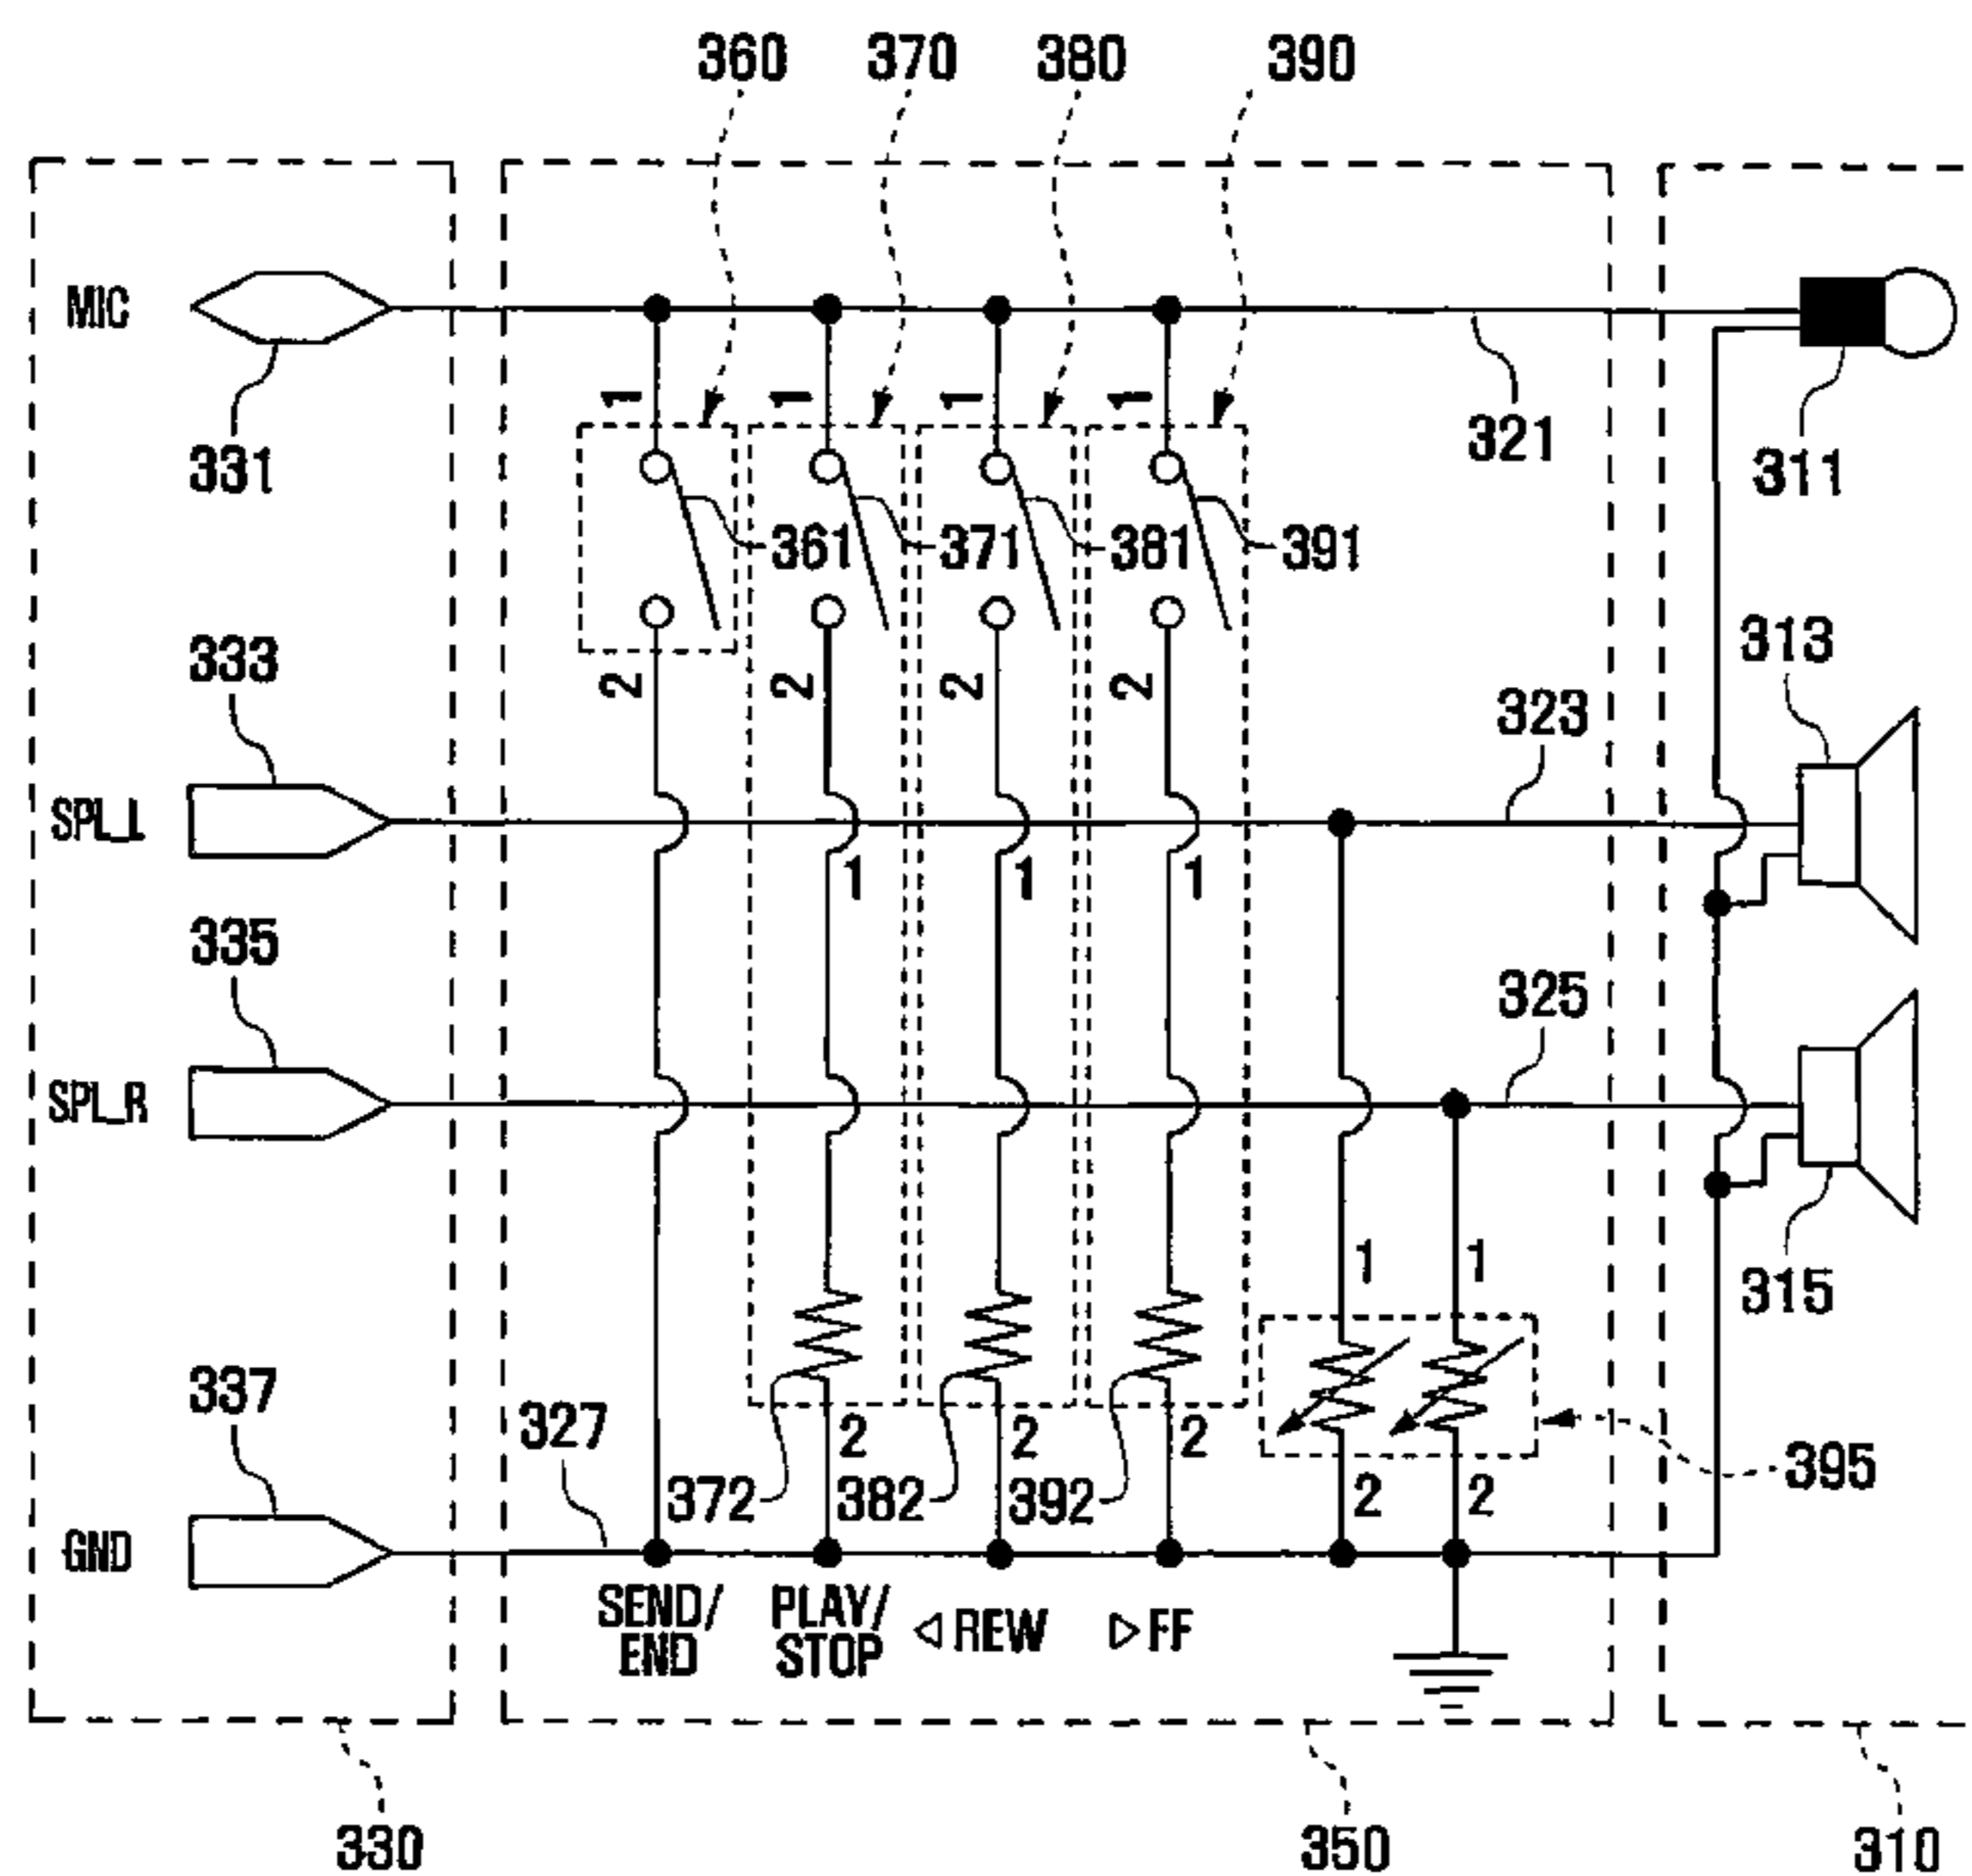 360 370 380 390
MIC
1 1 1 1
331
321
311
361 371 381 391
333
313
2 2 2 2
323
SPL_L
1 1 1
335
325
SPL_R
1 1
315
337
327
2 2 2
395
372 382 392
2 2
GND
SEND/
END
PLAY/
STOP
◁ REW
▷ FF
330 350 310